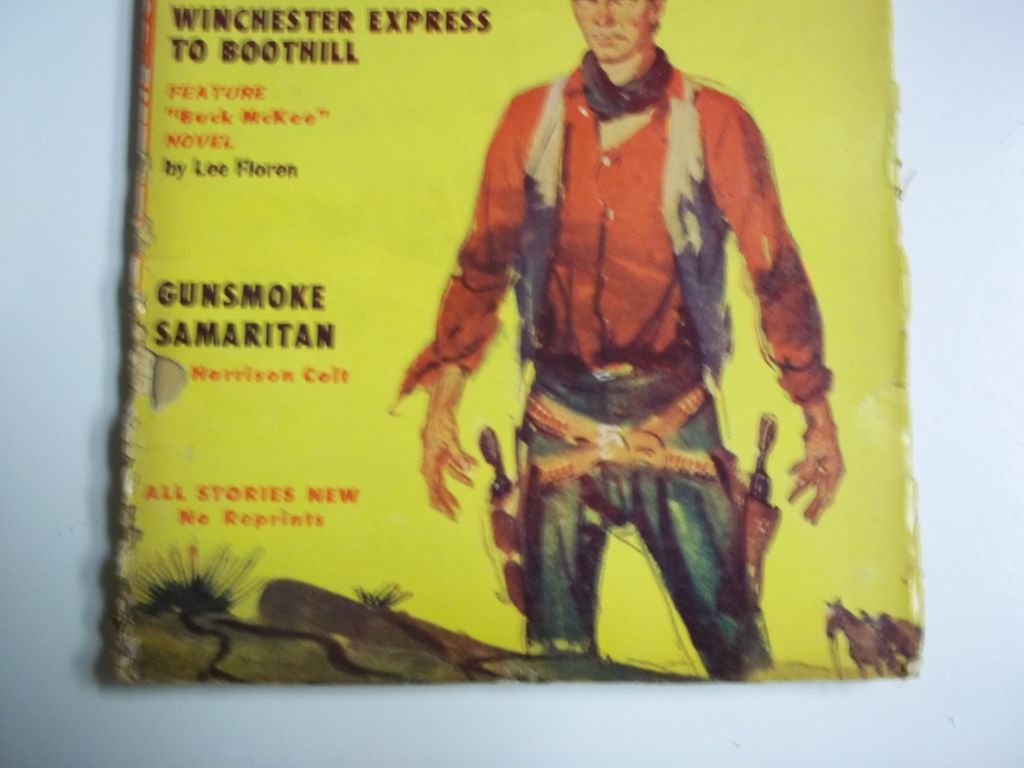 WINCHESTER EXPRESS
TO BOOTHILL
FEATURE
"Buck McKee"
NOVEL
by Lee Floren
GUNSMOKE
SAMARITAN
Harrison Colt
ALL STORIES NEW
No Reprints